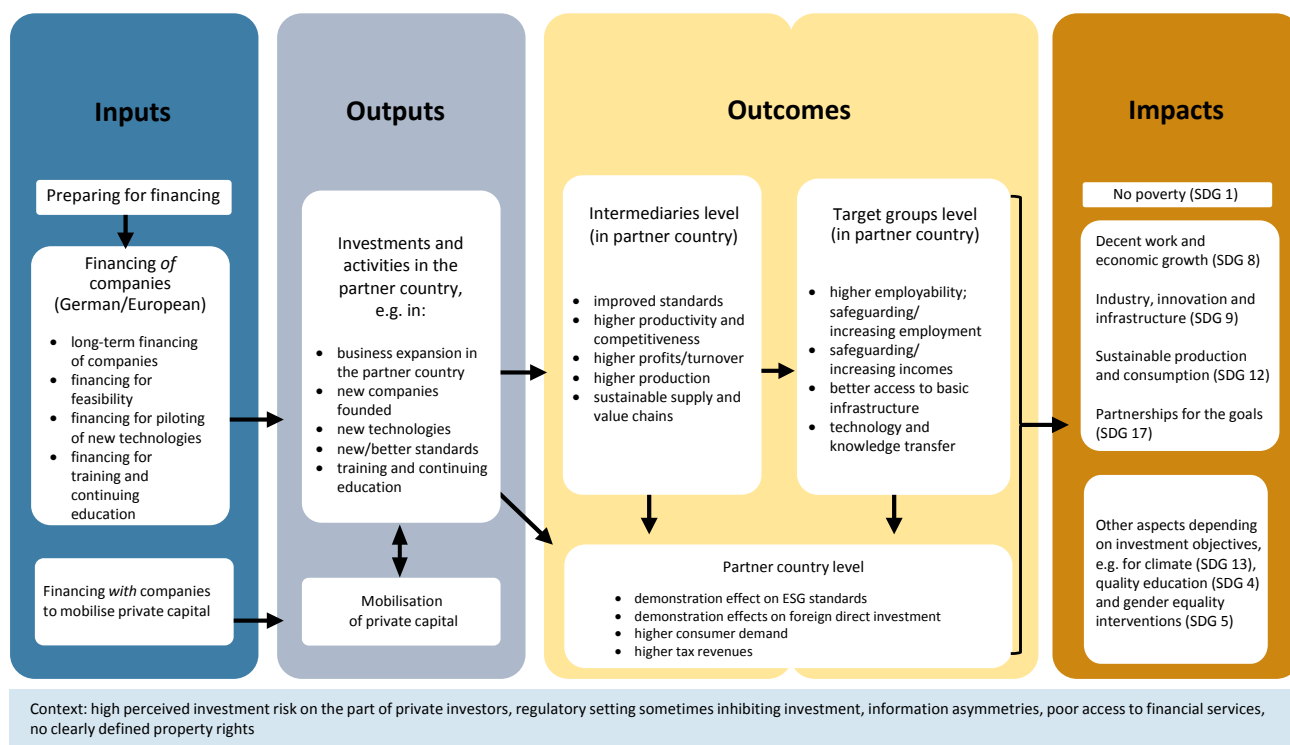 Inputs
Preparing for financing
Financing of
companies
(German/European)
• long-term financing
of companies
• financing for
feasibility
• financing for piloting
of new technologies
• financing for
training and
continuing
education
Financing with companies
to mobilise private capital
Outputs
Investments and
activities in the
partner country,
e.g. in:
• business expansion in
the partner country
• new companies
founded
• new technologies
• new/better standards
• training and continuing
education
Mobilisation
of private capital
Outcomes
Intermediaries level
(in partner country)
• improved standards
• higher productivity and
competitiveness
• higher profits/turnover
• higher production
• sustainable supply and
value chains
Target groups level
(in partner country)
• higher employability;
safeguarding/
increasing employment
• safeguarding/
increasing incomes
• better access to basic
infrastructure
• technology and
knowledge transfer
Partner country level
• demonstration effect on ESG standards
• demonstration effects on foreign direct investment
• higher consumer demand
• higher tax revenues
Impacts
No poverty (SDG 1)
Decent work and
economic growth (SDG 8)
Industry, innovation and
infrastructure (SDG 9)
Sustainable production
and consumption (SDG 12)
Partnerships for the goals
(SDG 17)
Other aspects depending
on investment objectives,
e.g. for climate (SDG 13),
quality education (SDG 4)
and gender equality
interventions (SDG 5)
Context: high perceived investment risk on the part of private investors, regulatory setting sometimes inhibiting investment, information asymmetries, poor access to financial services,
no clearly defined property rights